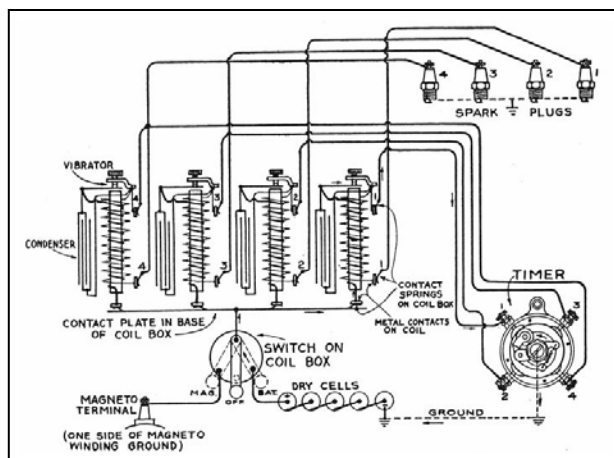 4
3
2
1
SPARK PLUGS
VIBRATOR
CONDENSER
4
3
2
1
4
3
2
1
CONTACT SPRINGS ON COIL BOX
TIMER
1
3
2
4
METAL CONTACTS ON COIL
CONTACT PLATE IN BASE
OF COIL BOX
SWITCH ON
COIL BOX
MAG.
OFF
BAT.
DRY CELLS
MAGNETO
TERMINAL
(ONE SIDE OF MAGNETO
WINDING GROUND)
GROUND